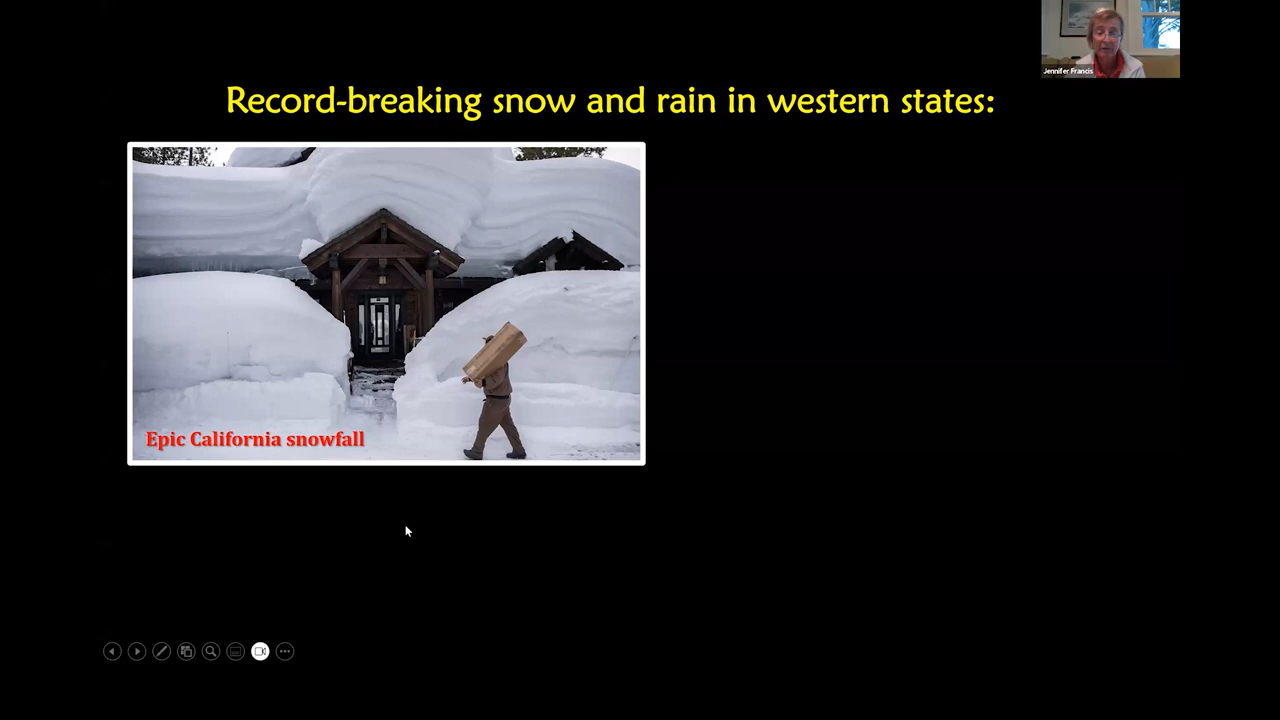 Jennifer Francis
Record-breaking snow and rain in western states:
Epic California snowfall